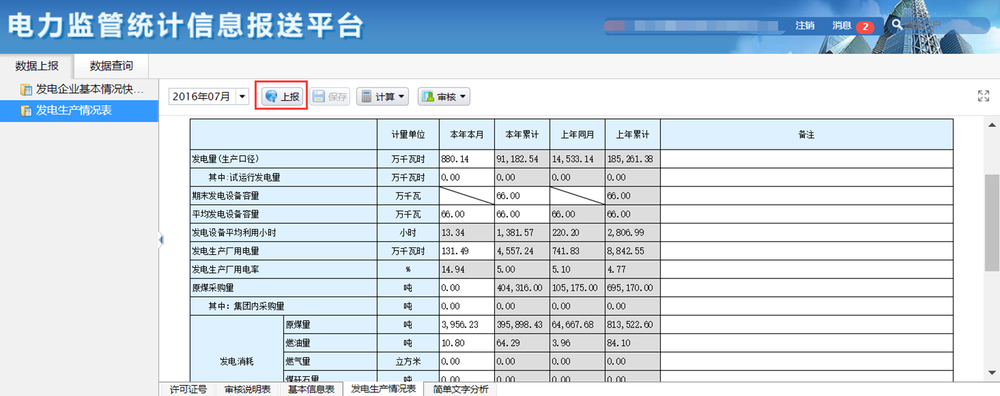 电力监管统计信息报送平台
注销 消息 2
数据上报 数据查询
发电企业基本情况快...
发电生产情况表
2016年07月 上报 保存 计算 审核
计量单位 本年本月 本年累计 上年同月 上年累计 备注
发电量(生产口径) 万千瓦时 880.14 91,182.54 14,533.14 185,261.38
其中:试运行发电量 万千瓦时 0.00 0.00 0.00 0.00
期末发电设备容量 万千瓦 66.00 66.00
平均发电设备容量 万千瓦 66.00 66.00 66.00 66.00
发电设备平均利用小时 小时 13.34 1,381.57 220.20 2,806.99
发电生产厂用电量 万千瓦时 131.49 4,557.24 741.83 8,842.55
发电生产厂用电率 % 14.94 5.00 5.10 4.77
原煤采购量 吨 0.00 404,316.00 105,175.00 695,170.00
其中: 集团内采购量 吨 0.00 0.00 0.00 0.00
原煤量 吨 3,956.23 395,898.43 64,667.68 813,522.60
燃油量 吨 10.80 64.29 3.96 84.10
发电消耗 燃气量 立方米 0.00 0.00 0.00 0.00
煤矸石量 吨 0.00 0.00 0.00 0.00
许可证号 审核说明表 基本信息表 发电生产情况表 简单文字分析